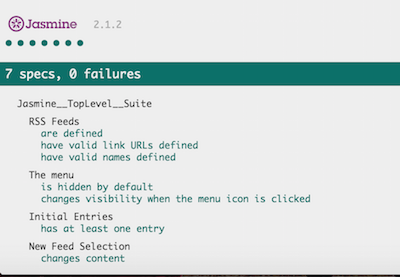 Jasmine 2.1.2
7 specs, 0 failures
Jasmine__TopLevel__Suite
RSS Feeds
are defined
have valid link URLs defined
have valid names defined
The menu
is hidden by default
changes visibility when the menu icon is clicked
Initial Entries
has at least one entry
New Feed Selection
changes content